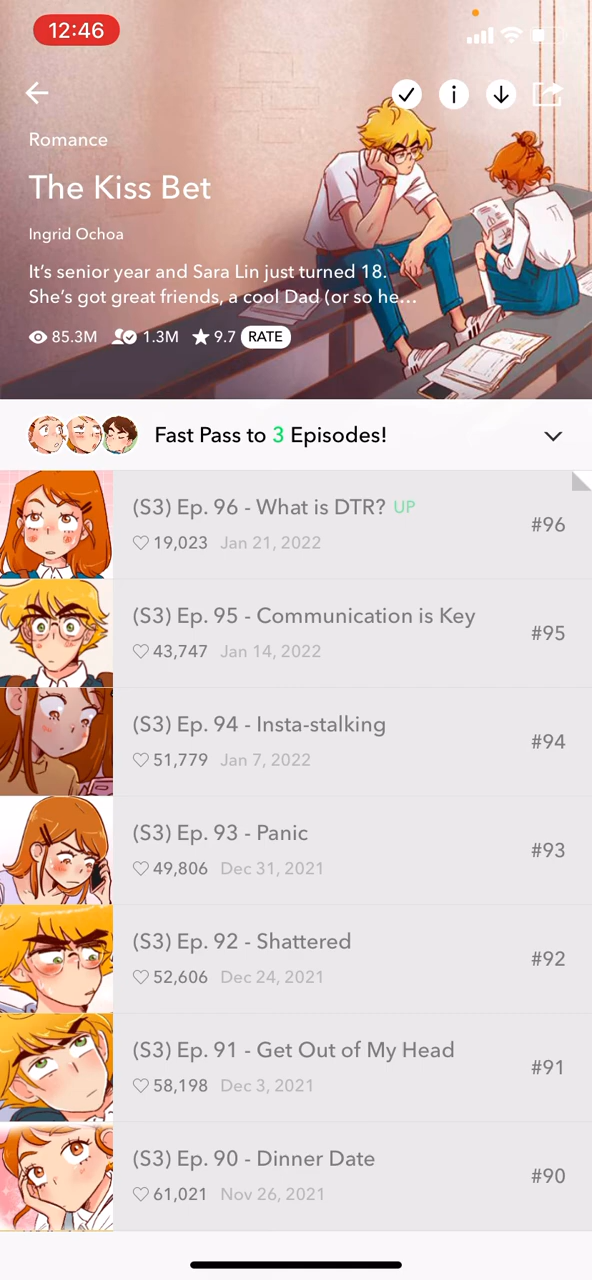 12:46
Romance
The Kiss Bet
Ingrid Ochoa
It's senior year and Sara Lin just turned 18.
She's got great friends, a cool Dad (or so he...
85.3M 1.3M 9.7 RATE
Fast Pass to 3 Episodes!
(S3) Ep. 96 - What is DTR? UP
19,023 Jan 21, 2022
#96
(S3) Ep. 95 - Communication is Key
43,747 Jan 14, 2022
#95
(S3) Ep. 94 - Insta-stalking
51,779 Jan 7, 2022
#94
(S3) Ep. 93 - Panic
49,806 Dec 31, 2021
#93
(S3) Ep. 92 - Shattered
52,606 Dec 24, 2021
#92
(S3) Ep. 91 - Get Out of My Head
58,198 Dec 3, 2021
#91
(S3) Ep. 90 - Dinner Date
61,021 Nov 26, 2021
#90